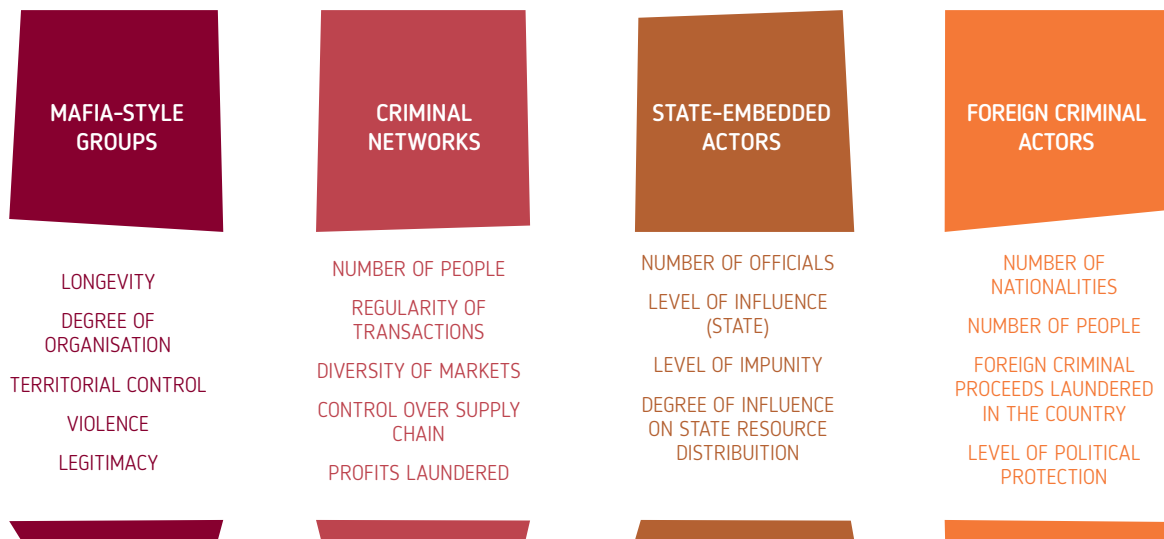 MAFIA-STYLE
GROUPS
LONGEVITY
DEGREE OF
ORGANISATION
TERRITORIAL CONTROL
VIOLENCE
LEGITIMACY
CRIMINAL
NETWORKS
NUMBER OF PEOPLE
REGULARITY OF
TRANSACTIONS
DIVERSITY OF MARKETS
CONTROL OVER SUPPLY
CHAIN
PROFITS LAUNDERED
STATE-EMBEDDED
ACTORS
NUMBER OF OFFICIALS
LEVEL OF INFLUENCE
(STATE)
LEVEL OF IMPUNITY
DEGREE OF INFLUENCE
ON STATE RESOURCE
DISTRIBUITION
FOREIGN CRIMINAL
ACTORS
NUMBER OF
NATIONALITIES
NUMBER OF PEOPLE
FOREIGN CRIMINAL
PROCEEDS LAUNDERED
IN THE COUNTRY
LEVEL OF POLITICAL
PROTECTION